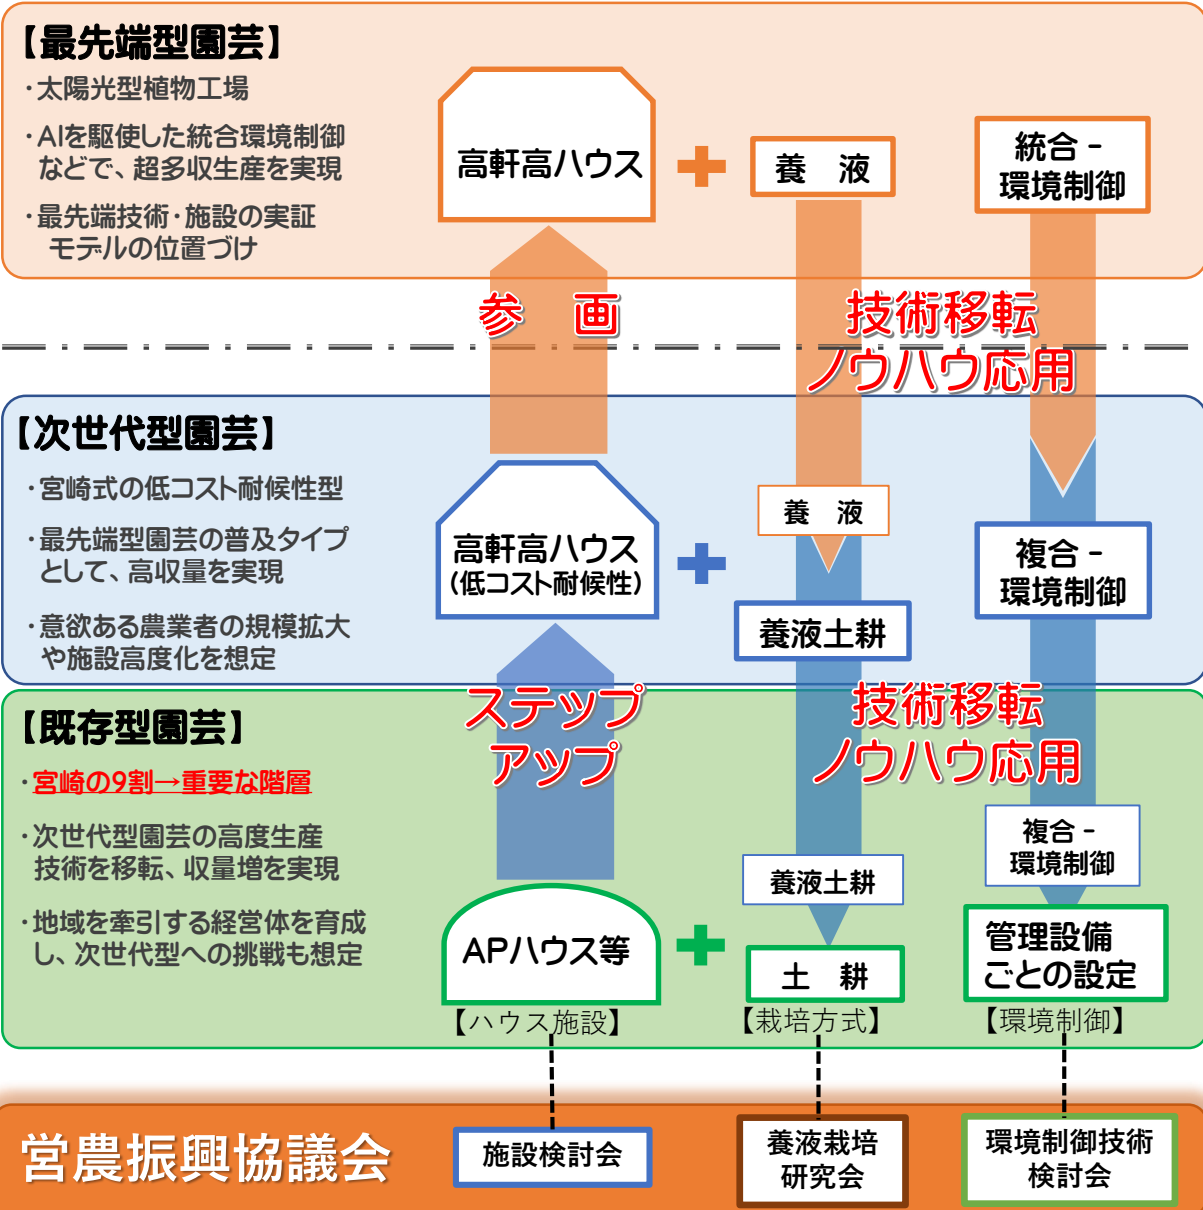 【最先端型園芸】
・太陽光型植物工場
・AIを駆使した統合環境制御
などで、超多収生産を実現
・最先端技術・施設の実証
モデルの位置づけ
高軒高ハウス
養　液
統合－
環境制御
参　画
技術移転
ノウハウ応用
【次世代型園芸】
・宮崎式の低コスト耐候性型
・最先端型園芸の普及タイプ
として、高収量を実現
・意欲ある農業者の規模拡大
や施設高度化を想定
高軒高ハウス
(低コスト耐候性)
養　液
養液土耕
複合－
環境制御
ステップ
アップ
技術移転
ノウハウ応用
【既存型園芸】
・宮崎の9割→重要な階層
・次世代型園芸の高度生産
技術を移転、収量増を実現
・地域を牽引する経営体を育成
し、次世代型への挑戦も想定
APハウス等
養液土耕
土　耕
複合－
環境制御
管理設備
ごとの設定
【ハウス施設】
【栽培方式】
【環境制御】
営農振興協議会
施設検討会
養液栽培
研究会
環境制御技術
検討会